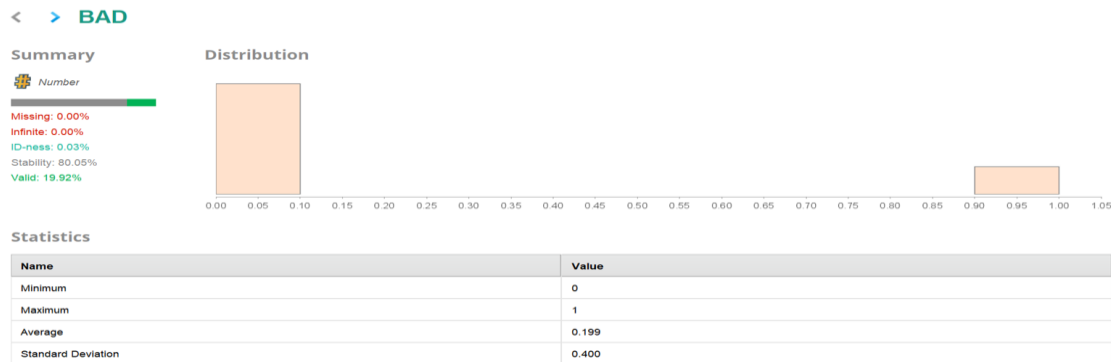 < > BAD
Summary
Distribution
# Number
Missing: 0.00%
Infinite: 0.00%
ID-ness: 0.03%
Stability: 80.05%
Valid: 19.92%
0.00 0.05 0.10 0.15 0.20 0.25 0.30 0.35 0.40 0.45 0.50 0.55 0.60 0.65 0.70 0.75 0.80 0.85 0.90 0.95 1.00 1.05
Statistics
Name Value
Minimum 0
Maximum 1
Average 0.199
Standard Deviation 0.400